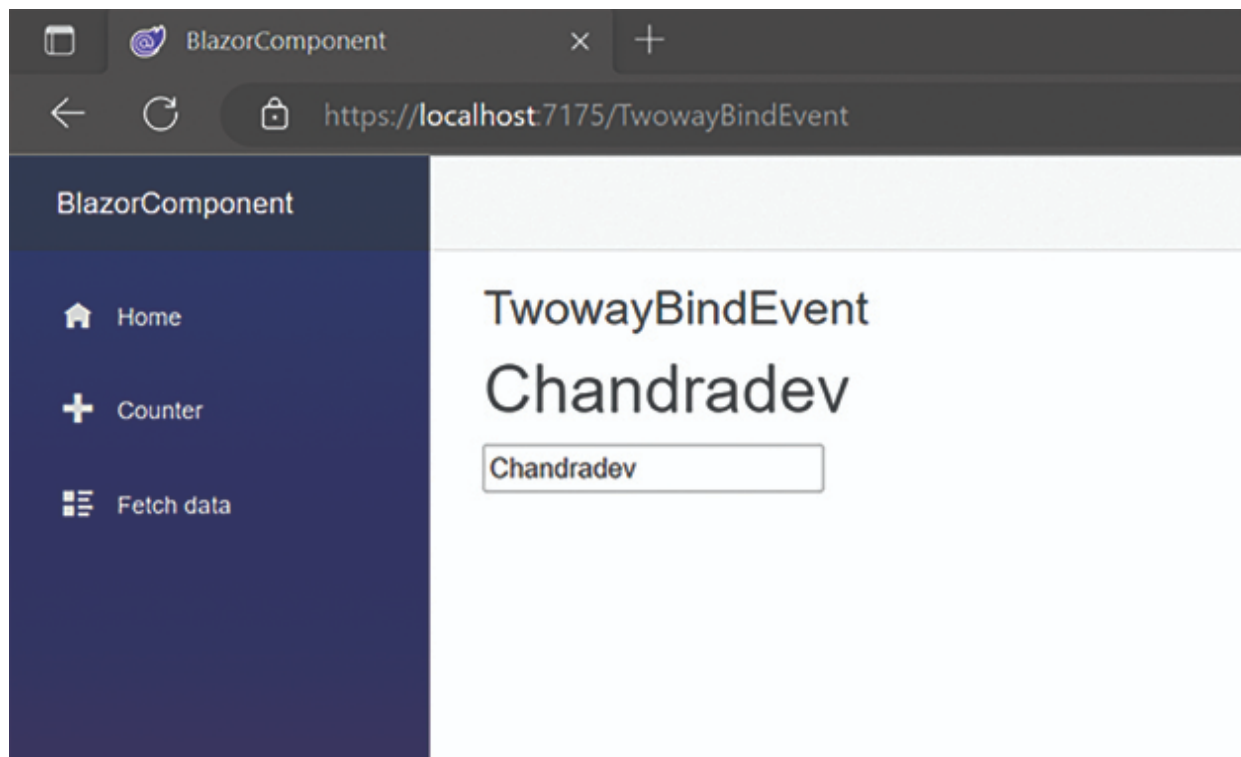 BlazorComponent
https://localhost:7175/TwowayBindEvent
BlazorComponent
Home
Counter
Fetch data
TwowayBindEvent
Chandradev
Chandradev